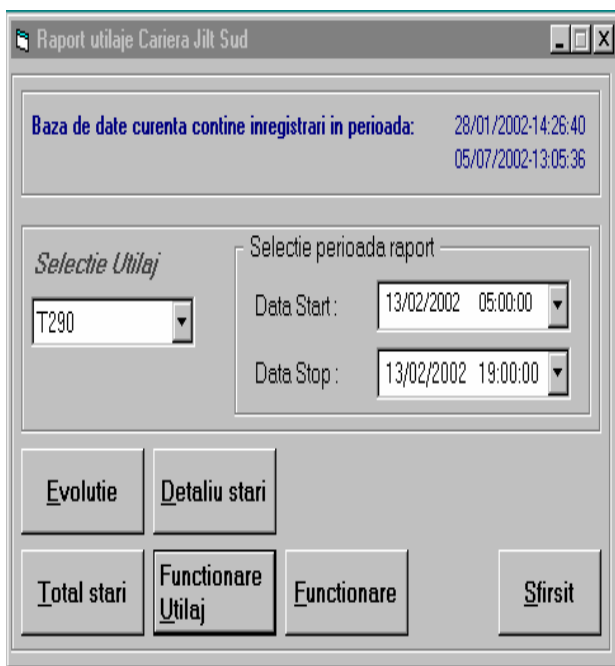 Raport utilaje Cariera Jilt Sud
Baza de date curenta contine inregistrari in perioada: 28/01/2002-14:26:40
05/07/2002-13:05:36
Selectie Utilaj
T290
Selectie perioada raport
Data Start : 13/02/2002 05:00:00
Data Stop : 13/02/2002 19:00:00
Evolutie Detaliu stari
Total stari Functionare Utilaj Functionare Sfirsit